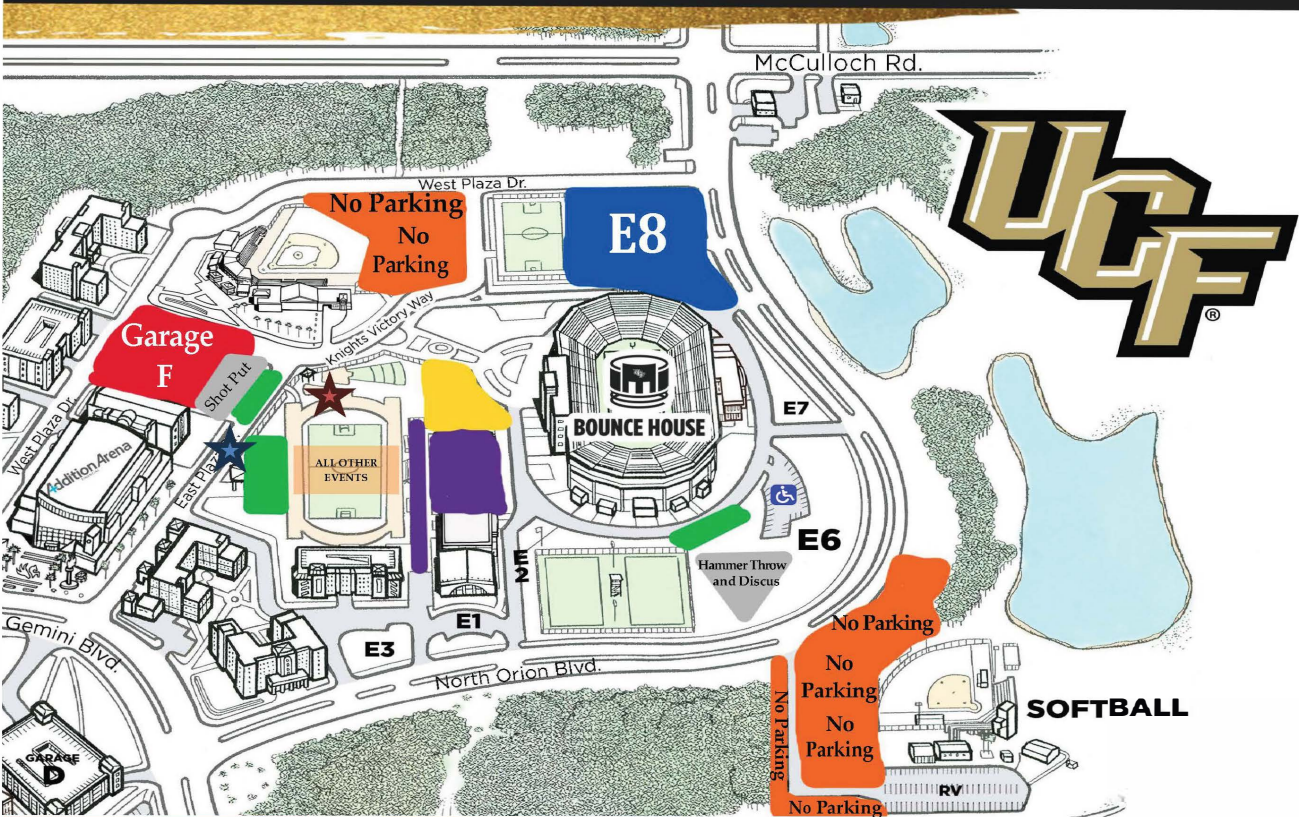 McCulloch Rd.
UCF
®
West Plaza Dr.
No Parking
No
Parking
E8
Knights Victory Way
Garage
F
Shot Put
West Plaza Dr.
Addition Arena
East Plaza
ALL OTHER
EVENTS
BOUNCE HOUSE
E7
E6
E
2
Hammer Throw
and Discus
E1
E3
Gemini Blvd.
North Orion Blvd.
No Parking
No
Parking
No
Parking
No Parking
No Parking
SOFTBALL
RV
GARAGE
D